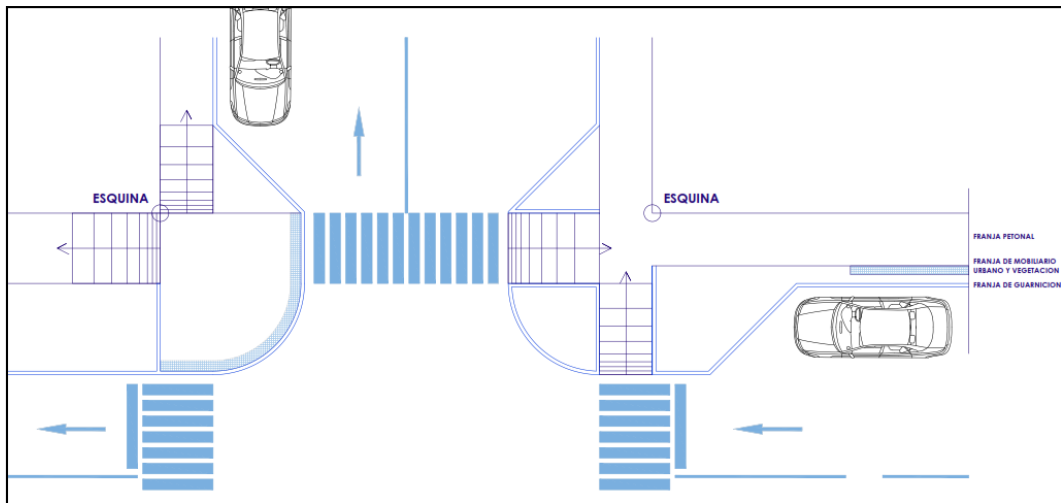 ESQUINA
ESQUINA
FRANJA PETONAL
FRANJA DE MOBILIARIO
URBANO Y VEGETACION
FRANJA DE GUARNICION